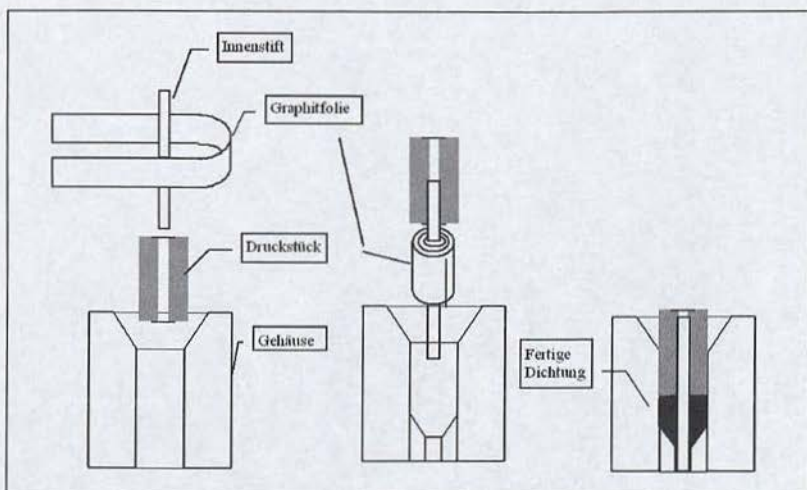 Innenstift
Graphitfolie
Druckstück
Gehäuse
Fertige
Dichtung